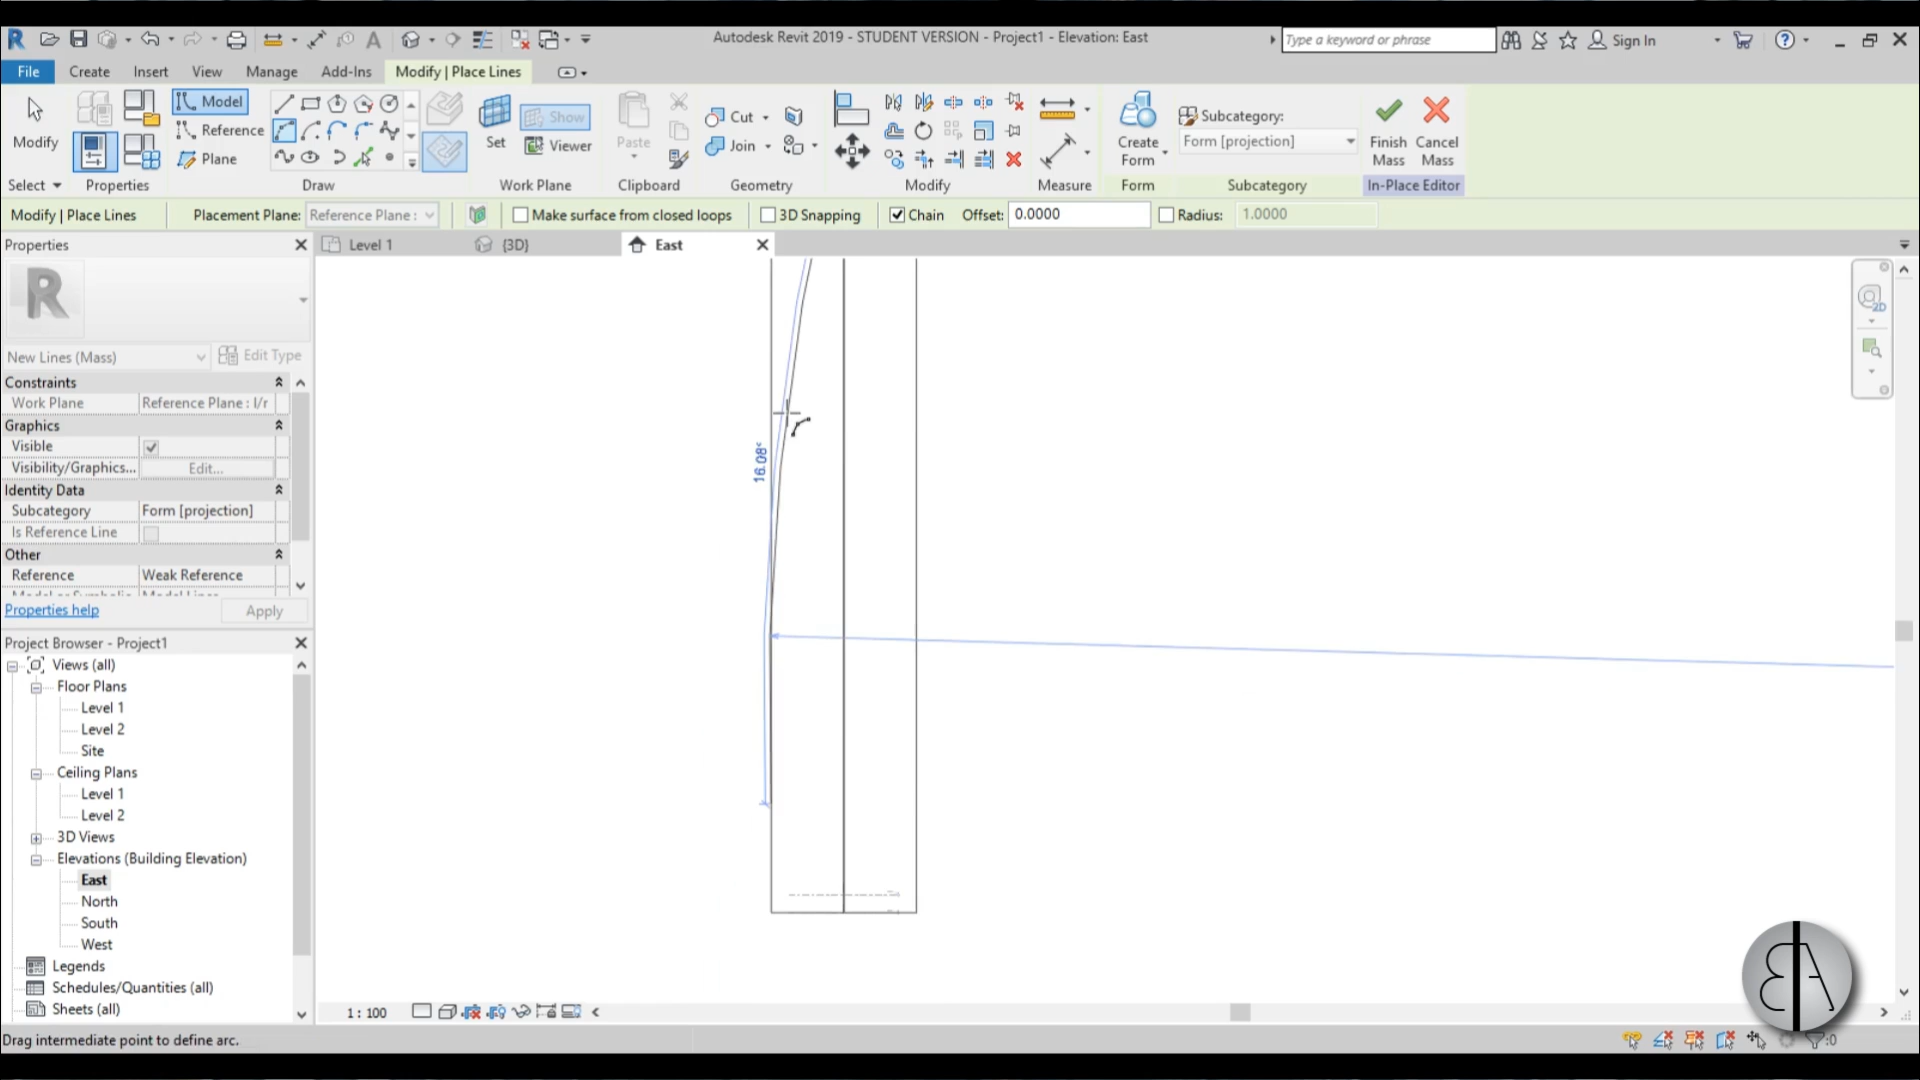 Autodesk Revit 2019 - STUDENT VERSION - Project1 - Elevation: East
Type a keyword or phrase
Sign In
File
Create
Insert
View
Manage
Add-Ins
Modify | Place Lines
Modify
Model
Reference
Plane
Set
Show
Viewer
Paste
Cut
Join
Create Form
Subcategory:
Form [projection]
Finish Mass
Cancel Mass
Select
Properties
Draw
Work Plane
Clipboard
Geometry
Modify
Measure
Form
Subcategory
In-Place Editor
Modify | Place Lines
Placement Plane:
Reference Plane :
Make surface from closed loops
3D Snapping
Chain
Offset:
0.0000
Radius:
1.0000
Properties
Level 1
{3D}
East
R
2D
New Lines (Mass)
Edit Type
Constraints
Work Plane
Reference Plane : l/r
Graphics
Visible
Visibility/Graphics...
Edit...
Identity Data
Subcategory
Form [projection]
Is Reference Line
Other
Reference
Weak Reference
Properties help
Apply
16.08°
Project Browser - Project1
Views (all)
Floor Plans
Level 1
Level 2
Site
Ceiling Plans
Level 1
Level 2
3D Views
Elevations (Building Elevation)
East
North
South
West
Legends
Schedules/Quantities (all)
Sheets (all)
1 : 100
Drag intermediate point to define arc.
:0